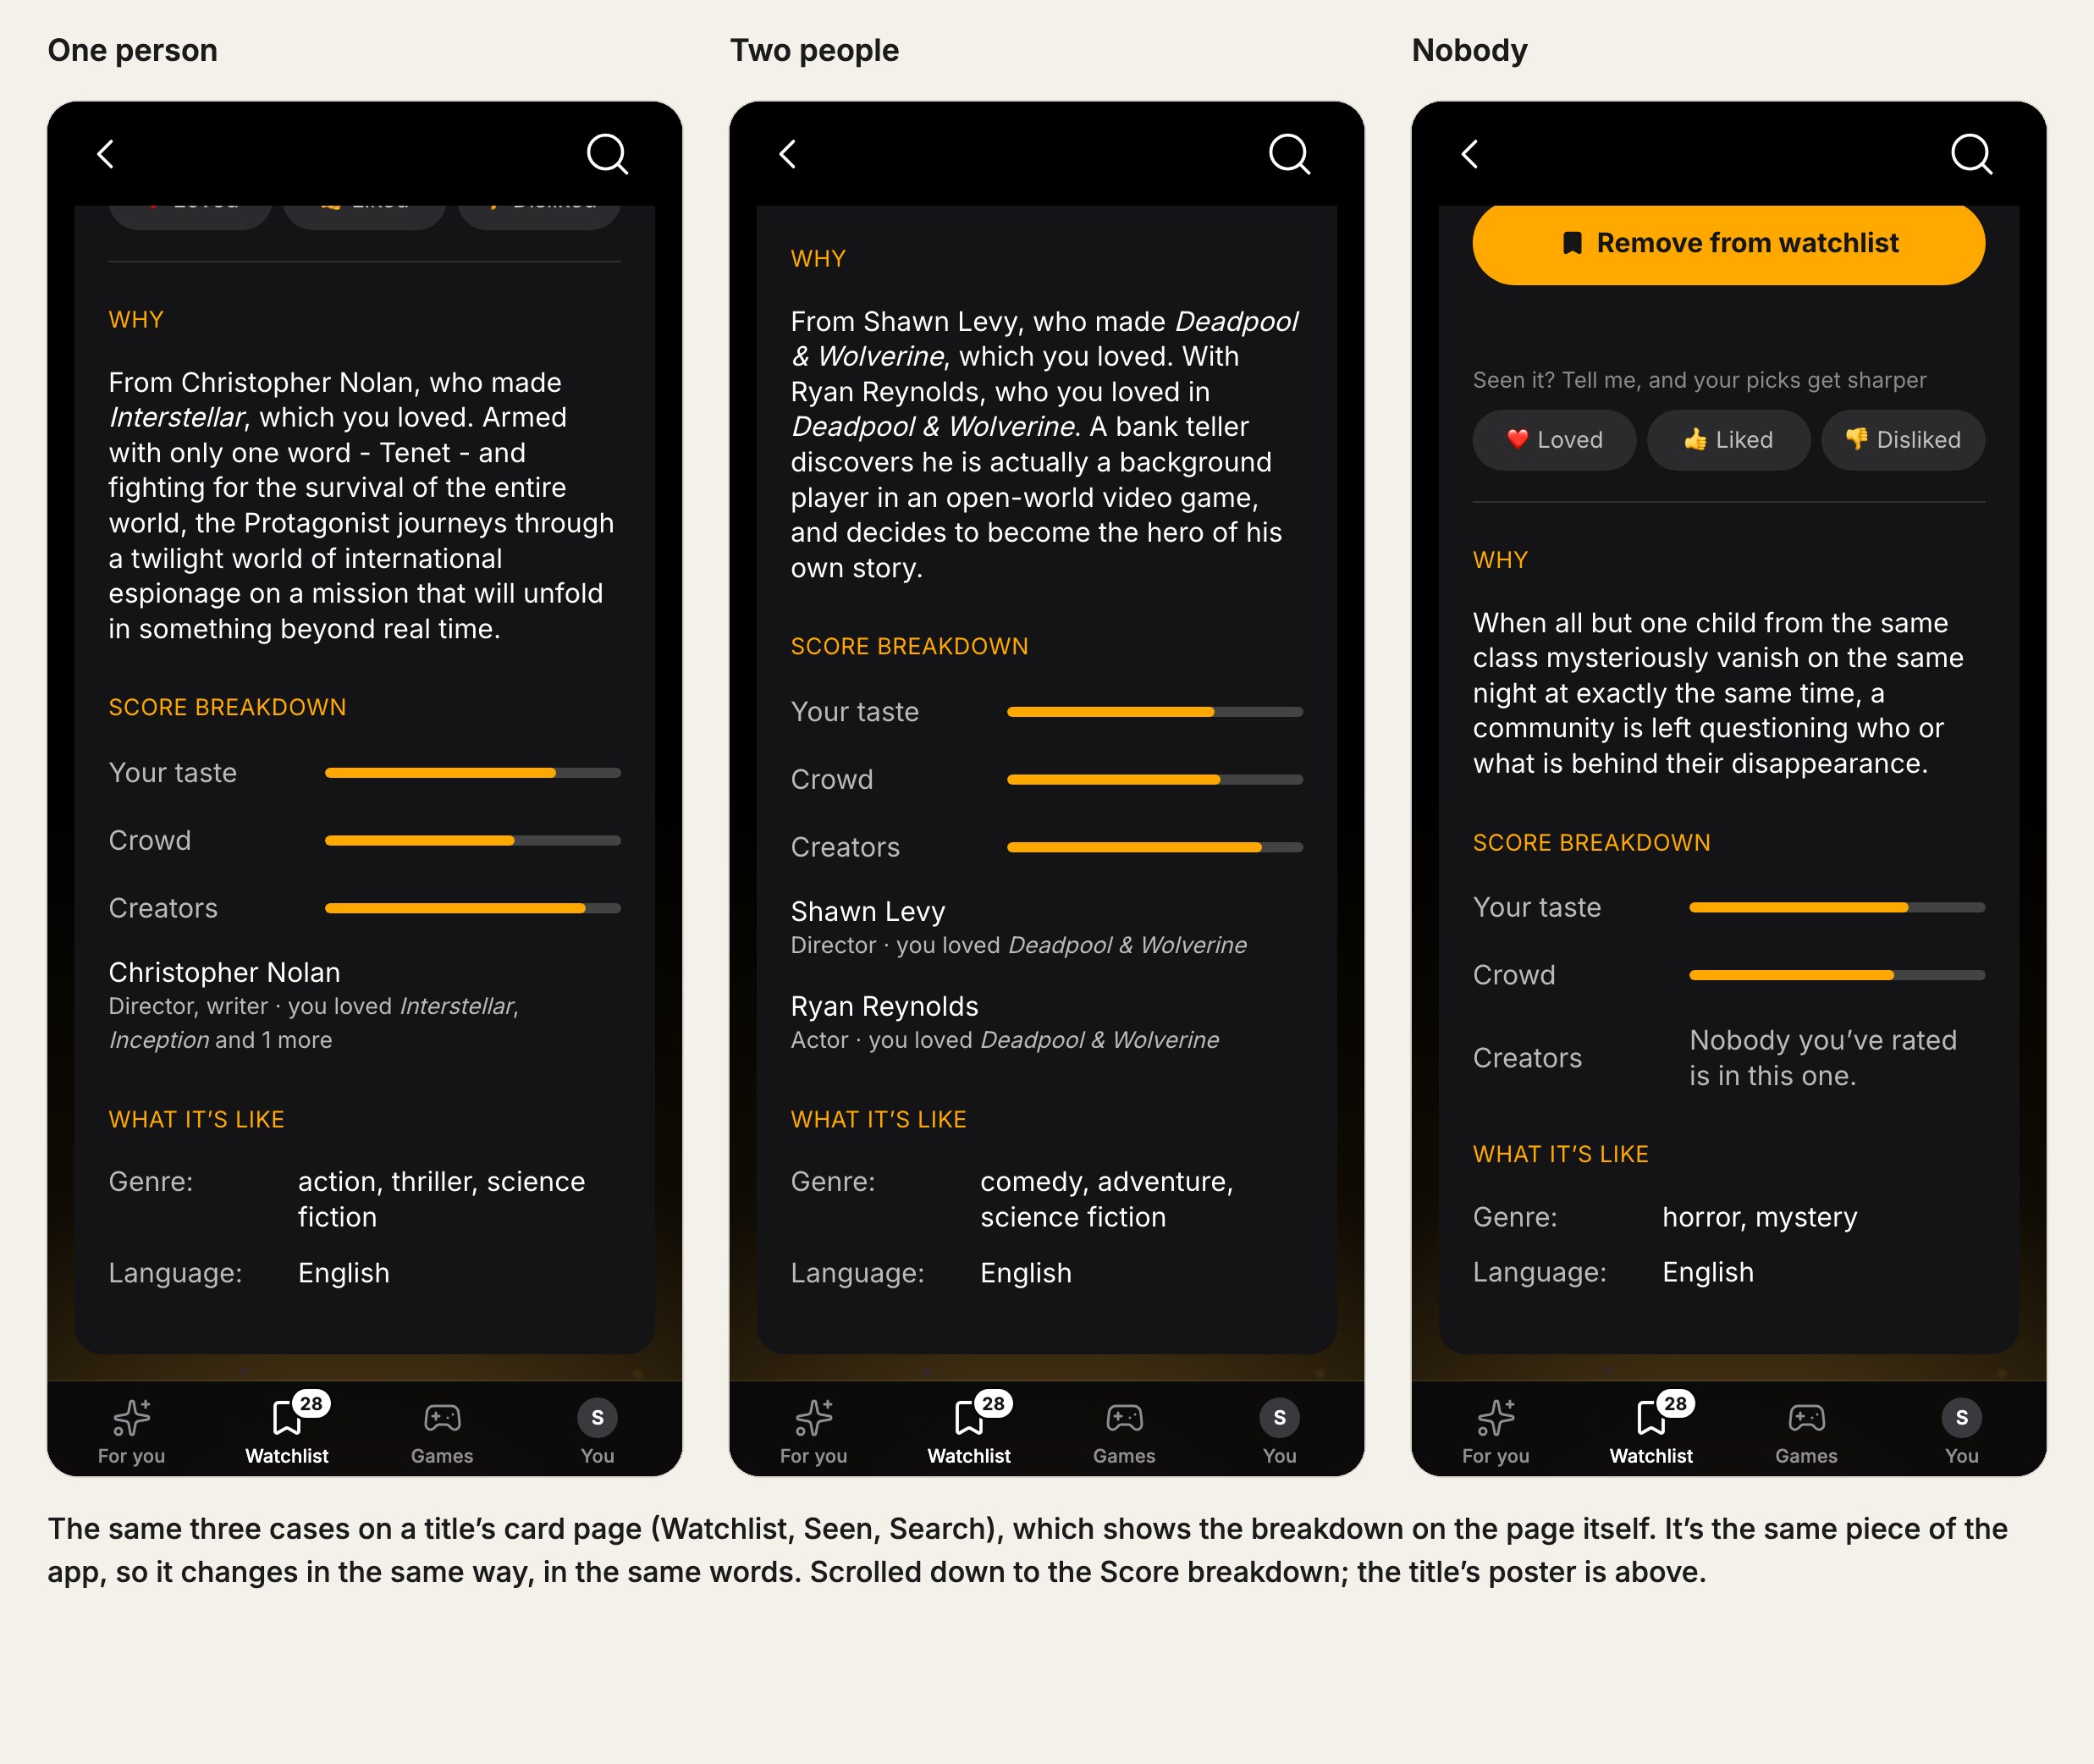 One person
Two people
Nobody
Loved
Liked
Disliked
WHY
From Christopher Nolan, who made
Interstellar, which you loved. Armed
with only one word - Tenet - and
fighting for the survival of the entire
world, the Protagonist journeys through
a twilight world of international
espionage on a mission that will unfold
in something beyond real time.
SCORE BREAKDOWN
Your taste
Crowd
Creators
Christopher Nolan
Director, writer · you loved Interstellar,
Inception and 1 more
WHAT IT’S LIKE
Genre: action, thriller, science
fiction
Language: English
For you
28
Watchlist
Games
S
You
WHY
From Shawn Levy, who made Deadpool
& Wolverine, which you loved. With
Ryan Reynolds, who you loved in
Deadpool & Wolverine. A bank teller
discovers he is actually a background
player in an open-world video game,
and decides to become the hero of his
own story.
SCORE BREAKDOWN
Your taste
Crowd
Creators
Shawn Levy
Director · you loved Deadpool & Wolverine
Ryan Reynolds
Actor · you loved Deadpool & Wolverine
WHAT IT’S LIKE
Genre: comedy, adventure,
science fiction
Language: English
For you
28
Watchlist
Games
S
You
Remove from watchlist
Seen it? Tell me, and your picks get sharper
Loved
Liked
Disliked
WHY
When all but one child from the same
class mysteriously vanish on the same
night at exactly the same time, a
community is left questioning who or
what is behind their disappearance.
SCORE BREAKDOWN
Your taste
Crowd
Creators
Nobody you’ve rated
is in this one.
WHAT IT’S LIKE
Genre: horror, mystery
Language: English
For you
28
Watchlist
Games
S
You
The same three cases on a title’s card page (Watchlist, Seen, Search), which shows the breakdown on the page itself. It’s the same piece of the
app, so it changes in the same way, in the same words. Scrolled down to the Score breakdown; the title’s poster is above.